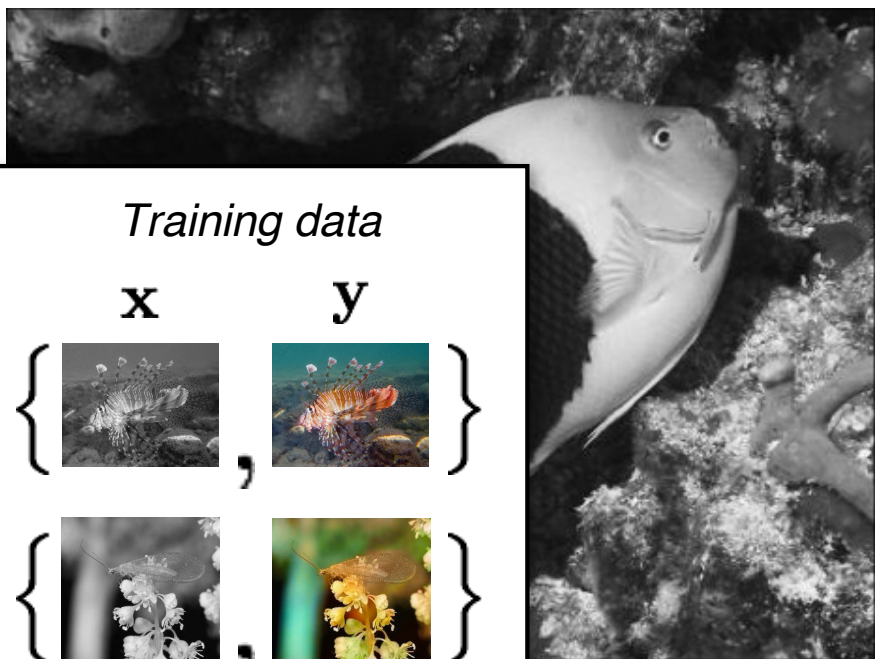 Training data
x y
{ , }
{ , }